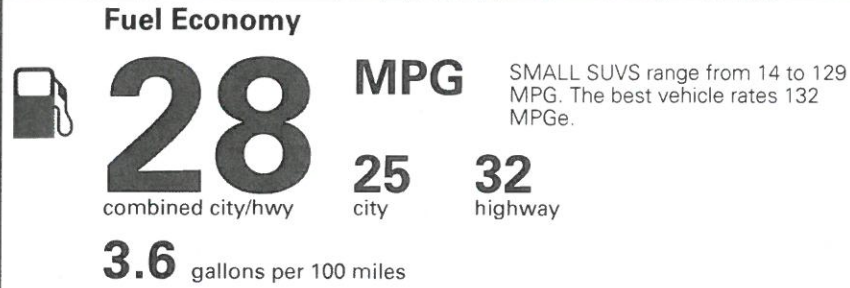 Fuel Economy
28
MPG
SMALL SUVS range from 14 to 129
MPG. The best vehicle rates 132
MPGe.
combined city/hwy
25
city
32
highway
3.6 gallons per 100 miles